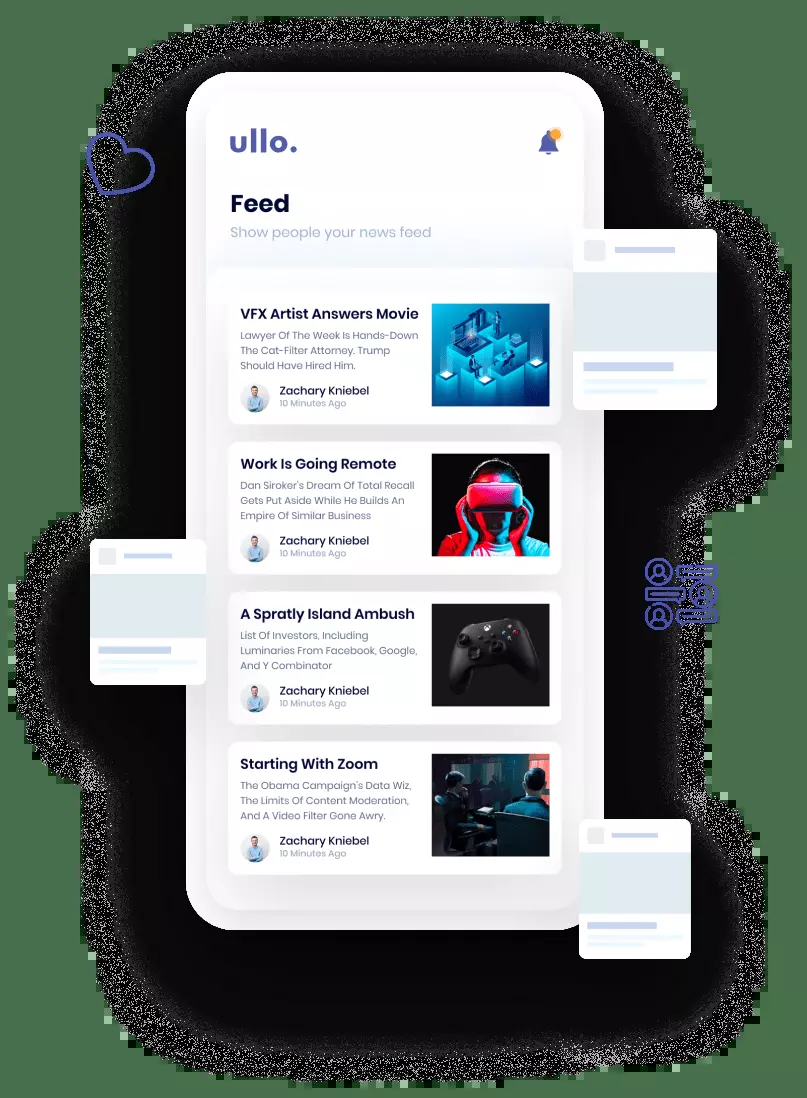 ullo.
Feed
Show people your news feed
VFX Artist Answers Movie
Lawyer Of The Week Is Hands-Down
The Cat-Filter Attorney. Trump
Should Have Hired Him.
Zachary Kniebel
10 Minutes Ago
Work Is Going Remote
Dan Siroker's Dream Of Total Recall
Gets Put Aside While He Builds An
Empire Of Similar Business
Zachary Kniebel
10 Minutes Ago
A Spratly Island Ambush
List Of Investors, Including
Luminaries From Facebook, Google,
And Y Combinator
Zachary Kniebel
10 Minutes Ago
Starting With Zoom
The Obama Campaign's Data Wiz,
The Limits Of Content Moderation,
And A Video Filter Gone Awry.
Zachary Kniebel
10 Minutes Ago